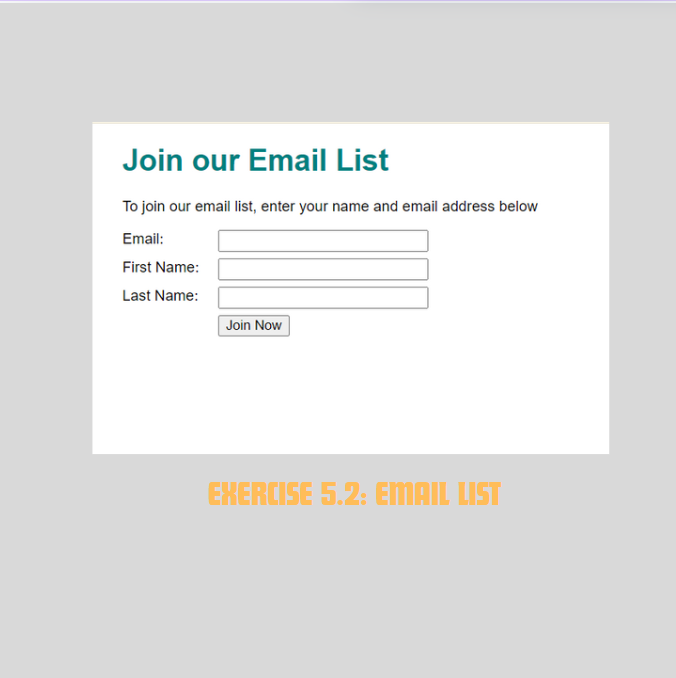 Join our Email List
To join our email list, enter your name and email address below
Email:
First Name:
Last Name:
Join Now
EXERCISE 5.2: EMAIL LIST